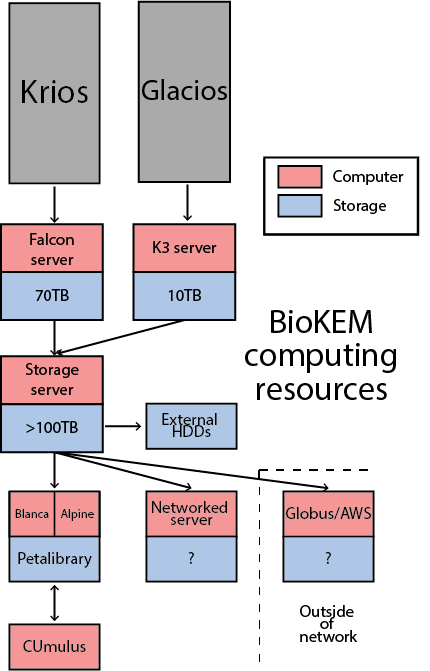 Krios
Glacios
Computer
Storage
Falcon
server
70TB
K3 server
10TB
BioKEM
computing
resources
Storage
server
>100TB
External
HDDs
Blanca
Alpine
Petalibrary
Networked
server
?
Globus/AWS
?
Outside
of
network
CUmulus